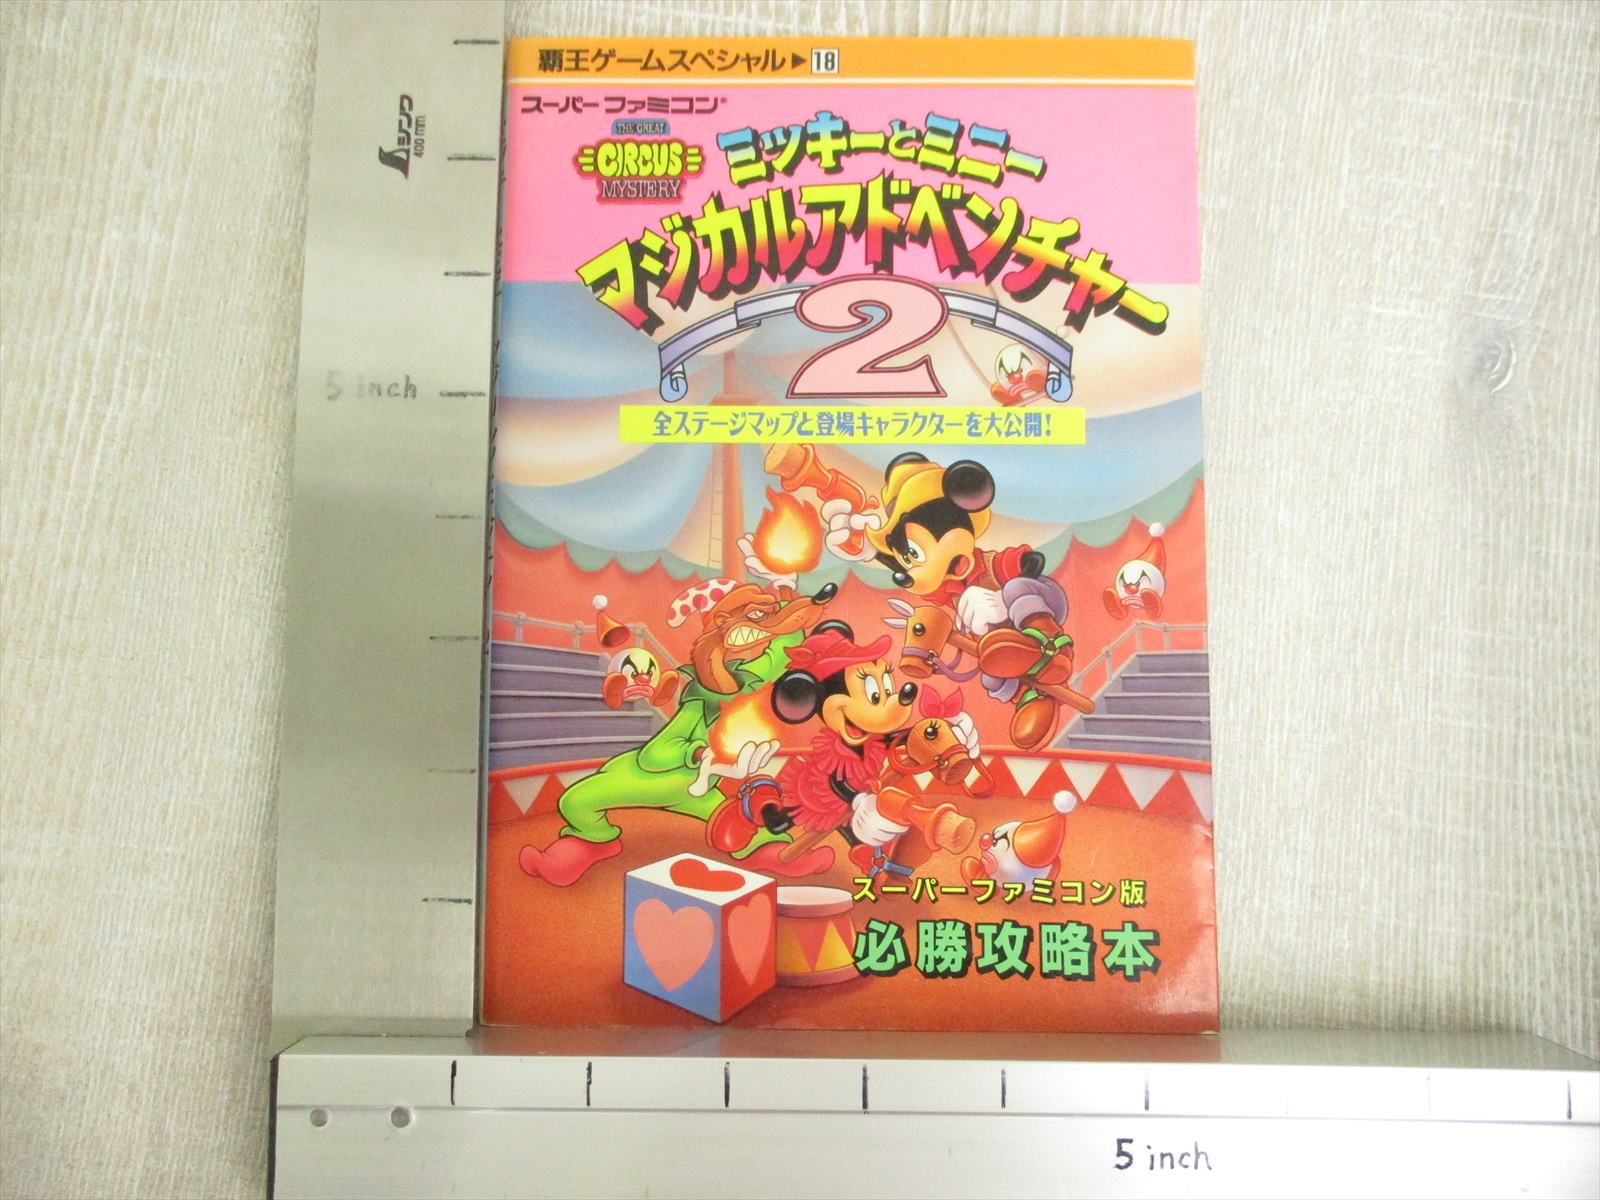 覇王ゲームスペシャル▶18
スーパーファミコン®
THE GREAT
CIRCUS
MYSTERY
ミッキーとミニー
マジカルアドベンチャー
2
全ステージマップと登場キャラクターを大公開!
スーパーファミコン版
必勝攻略本
シンワ
400mm
5 inch
5 inch